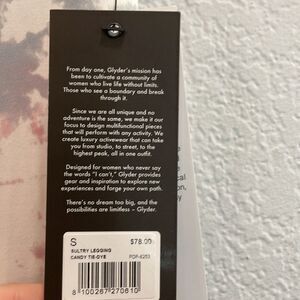 From day one, Glyder's mission has
been to cultivate a community of
women who live life without limits.
Those who see a boundary and break
through it.
Since we are all unique and no
adventure is the same, we make it our
focus to design multifunctional pieces
that will perform with any activity. We
create luxury activewear that can take
you from studio, to street, to the
highest peak, all in one outfit.
Designed for women who never say
the words "I can't," Glyder provides
gear and inspiration to explore new
experiences and forge your own path.
There's no dream too big, and the
possibilities are limitless – Glyder.
S $78.00
SULTRY LEGGING
CANDY TIE-DYE
8100267270610